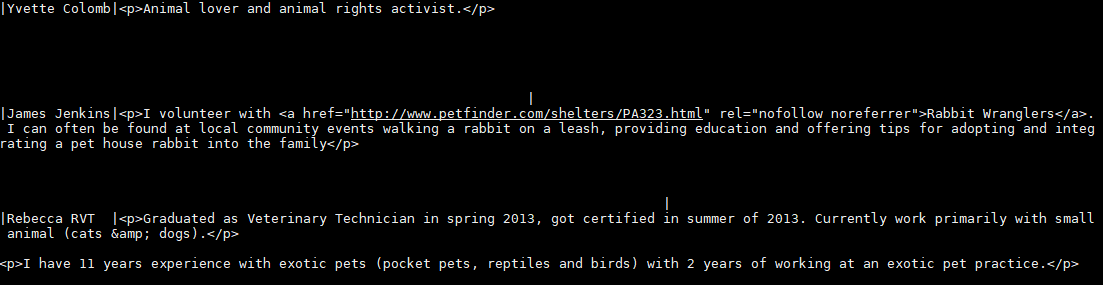 |Yvette Colomb|<p>Animal lover and animal rights activist.</p>
|
|James Jenkins|<p>I volunteer with <a href="http://www.petfinder.com/shelters/PA323.html" rel="nofollow noreferrer">Rabbit Wranglers</a>.
I can often be found at local community events walking a rabbit on a leash, providing education and offering tips for adopting and integ
rating a pet house rabbit into the family</p>
|
|Rebecca RVT  |<p>Graduated as Veterinary Technician in spring 2013, got certified in summer of 2013. Currently work primarily with small
animal (cats &amp; dogs).</p>
<p>I have 11 years experience with exotic pets (pocket pets, reptiles and birds) with 2 years of working at an exotic pet practice.</p>